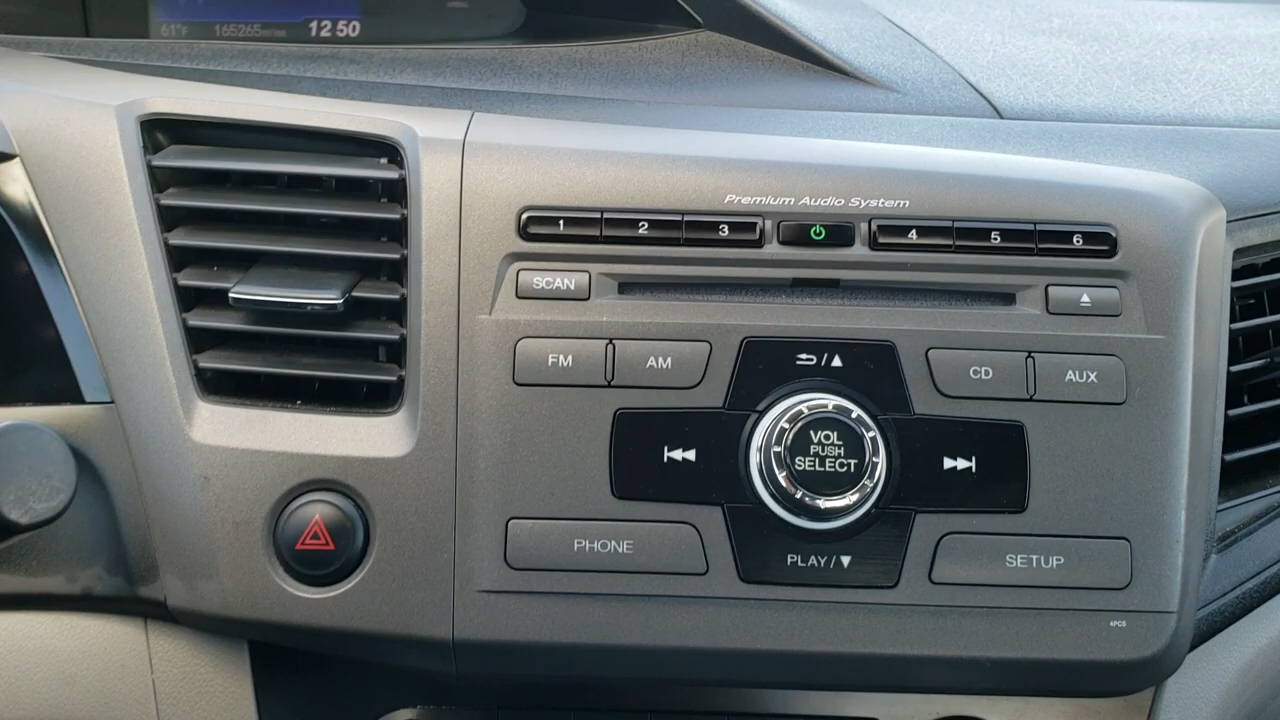 61°F 165265miles 12 50
Premium Audio System
1 2 3 4 5 6
SCAN
FM AM CD AUX
VOL
PUSH
SELECT
PHONE PLAY/▼ SETUP
4PC5